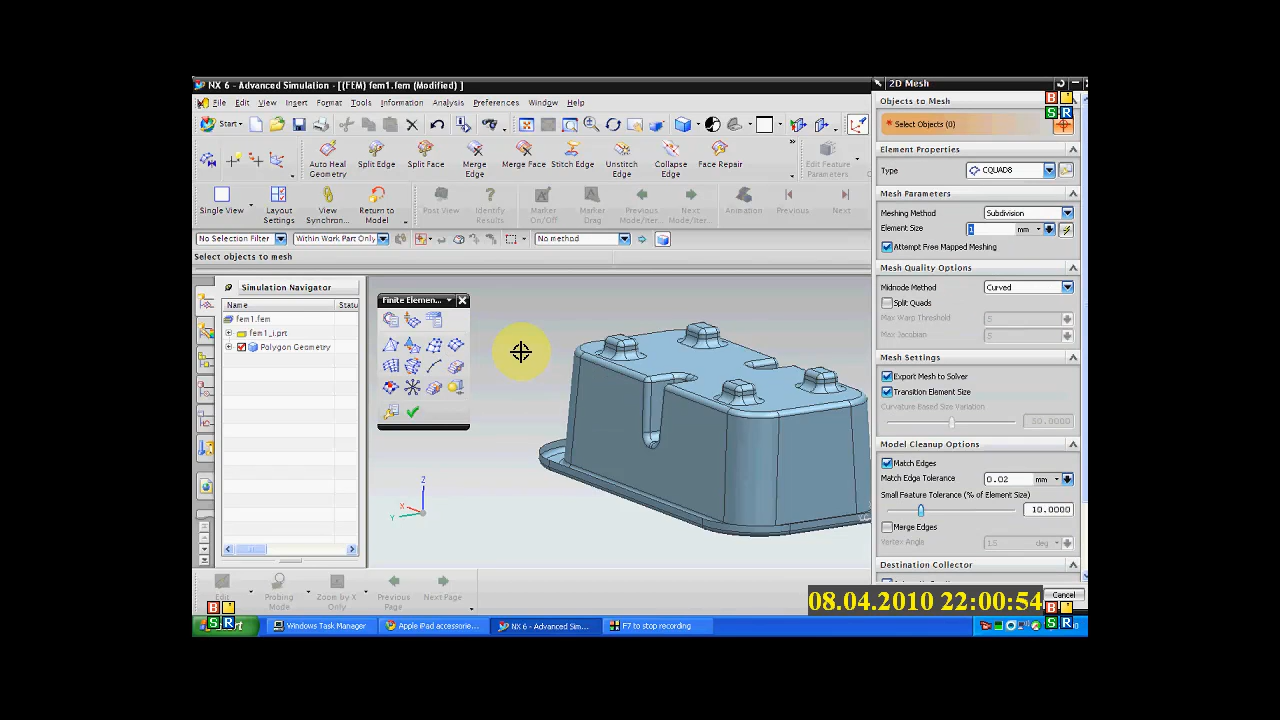 NX 6 - Advanced Simulation - [(FEM) fem1.fem (Modified) ]
File Edit View Insert Format Tools Information Analysis Preferences Window Help
Start
Auto Heal Geometry
Split Edge
Split Face
Merge Edge
Merge Face
Stitch Edge
Unstitch Edge
Collapse Edge
Face Repair
Edit Feature Parameters
Single View
Layout Settings
View Synchron...
Return to Model
Post View
Identify Results
Marker On/Off
Marker Drag
Previous Mode/Iter...
Next Mode/Iter...
Animation
Previous
Next
No Selection Filter
Within Work Part Only
No method
Select objects to mesh
Simulation Navigator
Name
Statu
fem1.fem
fem1_i.prt
Polygon Geometry
Finite Elemen...
Z
X
Y
Edit
Probing Mode
Zoom by X Only
Previous Page
Next Page
2D Mesh
Objects to Mesh
Select Objects (0)
Element Properties
Type
CQUAD8
Mesh Parameters
Meshing Method
Subdivision
Element Size
1
mm
Attempt Free Mapped Meshing
Mesh Quality Options
Midnode Method
Curved
Split Quads
Max Warp Threshold
5
Max Jacobian
5
Mesh Settings
Export Mesh to Solver
Transition Element Size
Curvature Based Size Variation
50.0000
Model Cleanup Options
Match Edges
Match Edge Tolerance
0.02
mm
Small Feature Tolerance (% of Element Size)
10.0000
Merge Edges
Vertex Angle
15
deg
Destination Collector
Cancel
B
S R
B
S R
B
S R
08.04.2010 22:00:54
Windows Task Manager
Apple iPad accessorie...
NX 6 - Advanced Sim...
F7 to stop recording